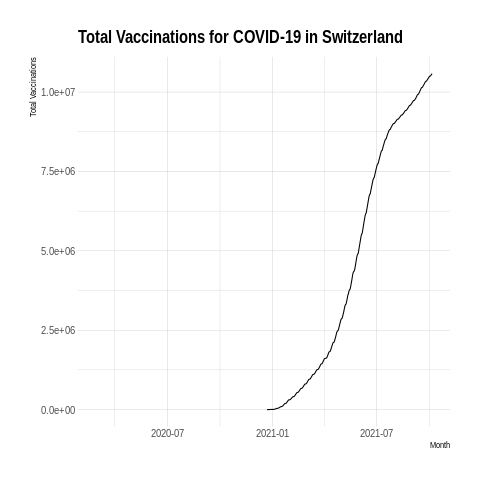 Total Vaccinations for COVID-19 in Switzerland
Total Vaccinations
1.0e+07
7.5e+06
5.0e+06
2.5e+06
0.0e+00
2020-07
2021-01
2021-07
Month